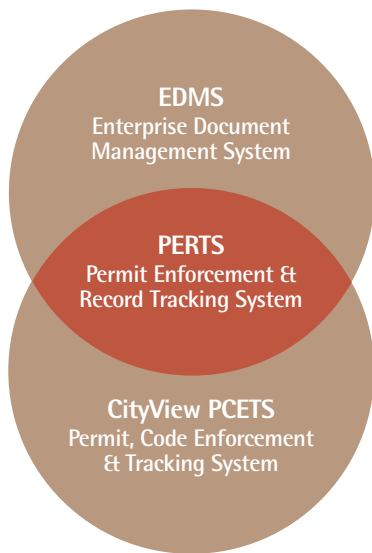 EDMS
Enterprise Document
Management System
PERTS
Permit Enforcement &
Record Tracking System
CityView PCETS
Permit, Code Enforcement
& Tracking System